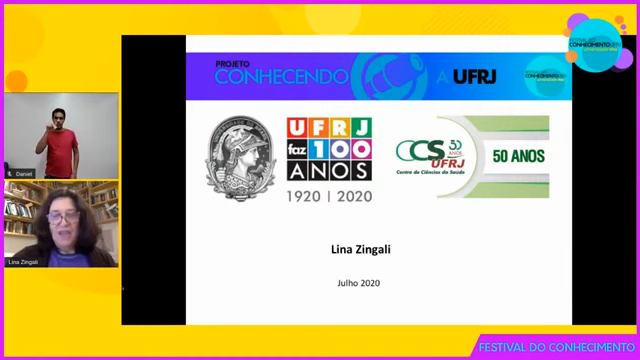 FESTIVAL DO
CONHECIMENTO UFRJ
PROJETO
CONHECENDO A UFRJ
UFRJ
faz 100
ANOS
1920 | 2020
CCS 50
ANOS
UFRJ
Centro de Ciências da Saúde
50 ANOS
Daniel
Lina Zingali
Lina Zingali
Julho 2020
FESTIVAL DO CONHECIMENTO